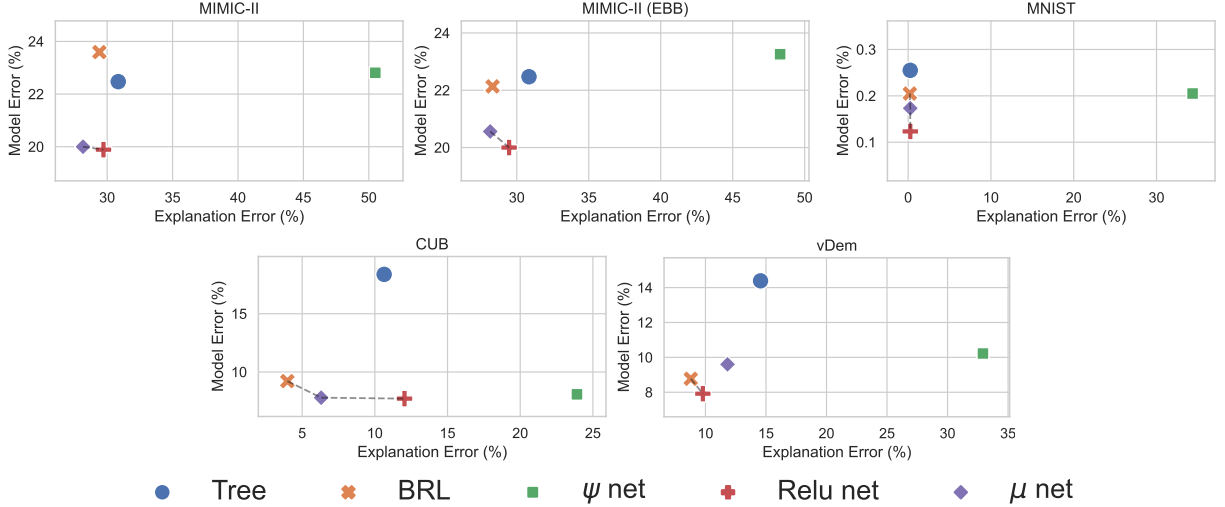 MIMIC-II
MIMIC-II (EBB)
MNIST
Model Error (%)
24
22
20
30
35
40
45
50
Explanation Error (%)
Model Error (%)
24
22
20
30
35
40
45
50
Explanation Error (%)
Model Error (%)
0.3
0.2
0.1
0
10
20
30
Explanation Error (%)
CUB
vDem
Model Error (%)
15
10
5
10
15
20
25
Explanation Error (%)
Model Error (%)
14
12
10
8
10
15
20
25
30
35
Explanation Error (%)
Tree
BRL
ψ net
Relu net
μ net